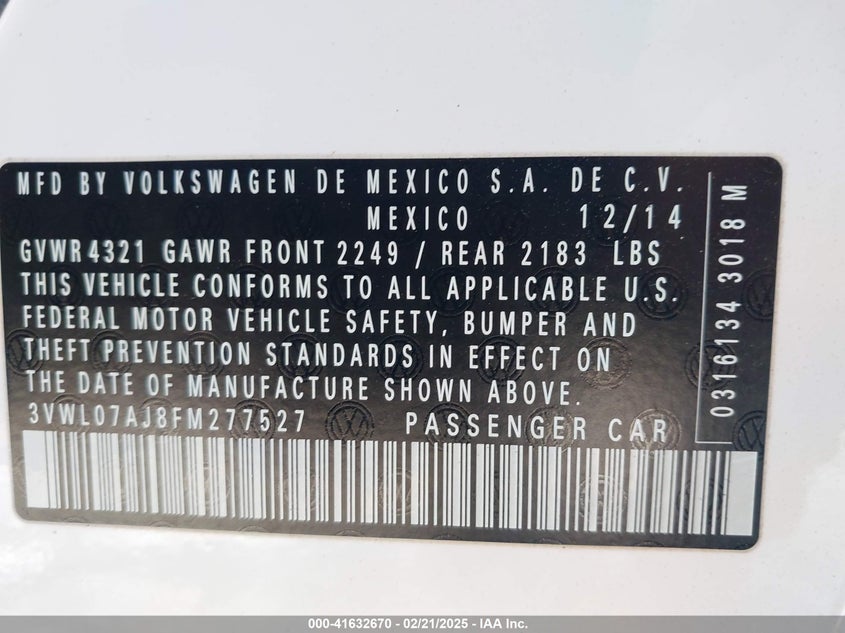 MFD BY VOLKSWAGEN DE MEXICO S.A. DE C.V.
MEXICO 12/14
GVWR 4321 GAWR FRONT 2249 / REAR 2183 LBS
THIS VEHICLE CONFORMS TO ALL APPLICABLE U.S.
FEDERAL MOTOR VEHICLE SAFETY, BUMPER AND
THEFT PREVENTION STANDARDS IN EFFECT ON
THE DATE OF MANUFACTURE SHOWN ABOVE.
3VWL07AJ8FM277527 PASSENGER CAR
0316134 3018 M
000-41632670 - 02/21/2025 - IAA Inc.